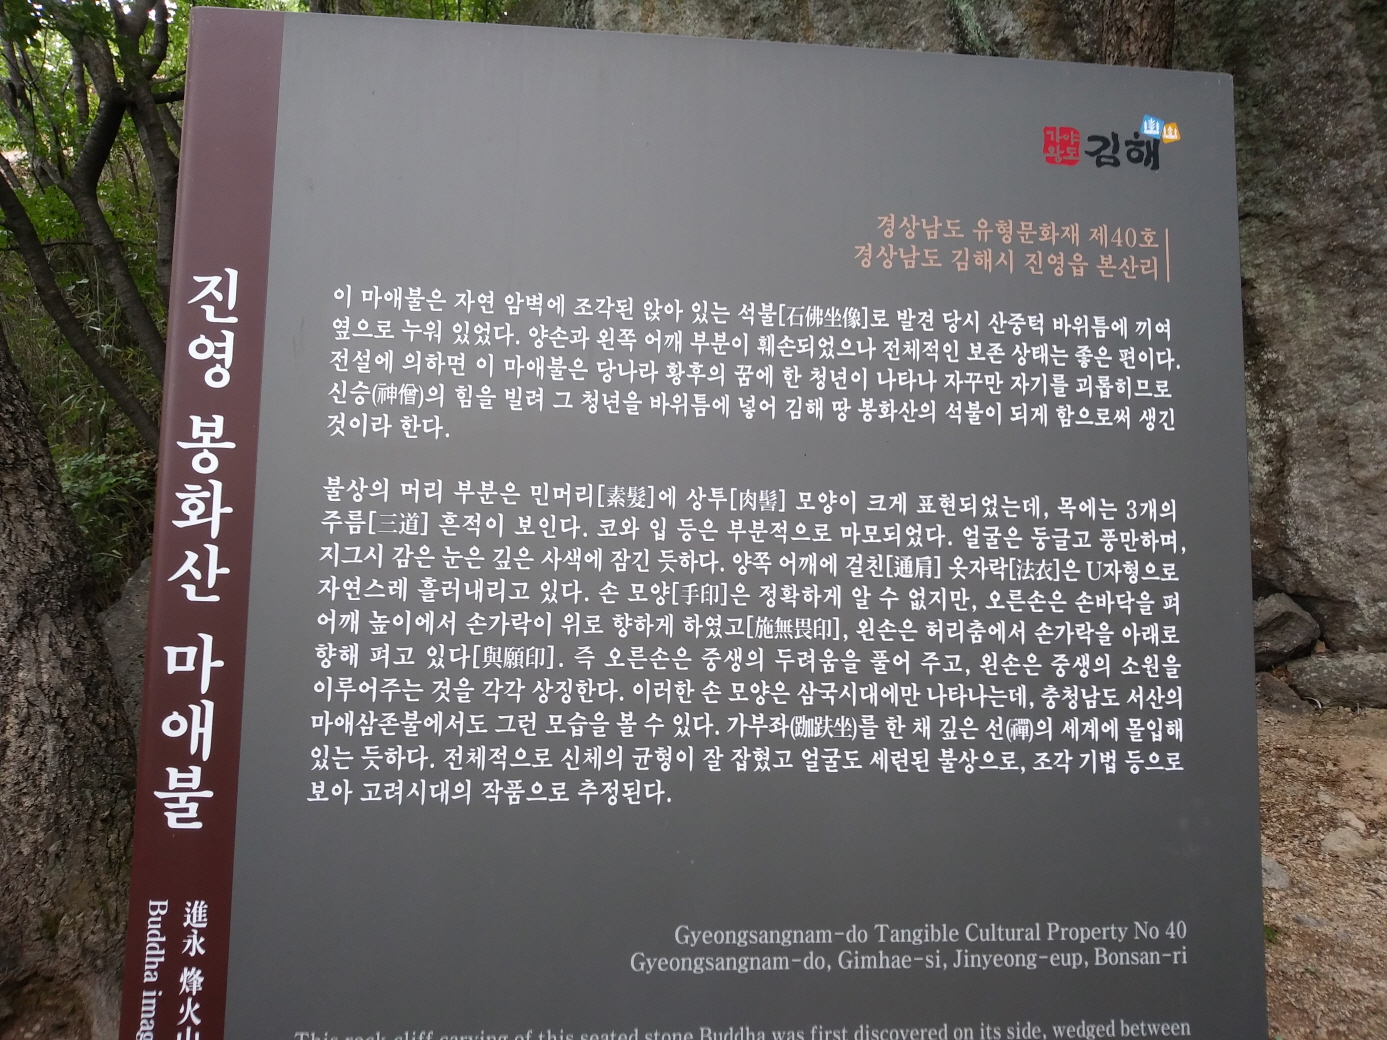 가야
왕도
김해
경상남도 유형문화재 제40호
경상남도 김해시 진영읍 본산리
진영 봉화산 마애불
進永 烽火山
Buddha imag
이 마애불은 자연 암벽에 조각된 앉아 있는 석불[石佛坐像]로 발견 당시 산중턱 바위틈에 끼여
옆으로 누워 있었다. 양손과 왼쪽 어깨 부분이 훼손되었으나 전체적인 보존 상태는 좋은 편이다.
전설에 의하면 이 마애불은 당나라 황후의 꿈에 한 청년이 나타나 자꾸만 자기를 괴롭히므로
신승(神僧)의 힘을 빌려 그 청년을 바위틈에 넣어 김해 땅 봉화산의 석불이 되게 함으로써 생긴
것이라 한다.
불상의 머리 부분은 민머리[素髮]에 상투[肉髻] 모양이 크게 표현되었는데, 목에는 3개의
주름[三道] 흔적이 보인다. 코와 입 등은 부분적으로 마모되었다. 얼굴은 둥글고 풍만하며,
지그시 감은 눈은 깊은 사색에 잠긴 듯하다. 양쪽 어깨에 걸친[通肩] 옷자락[法衣]은 U자형으로
자연스레 흘러내리고 있다. 손 모양[手印]은 정확하게 알 수 없지만, 오른손은 손바닥을 펴
어깨 높이에서 손가락이 위로 향하게 하였고[施無畏印], 왼손은 허리춤에서 손가락을 아래로
향해 펴고 있다[與願印]. 즉 오른손은 중생의 두려움을 풀어 주고, 왼손은 중생의 소원을
이루어주는 것을 각각 상징한다. 이러한 손 모양은 삼국시대에만 나타나는데, 충청남도 서산의
마애삼존불에서도 그런 모습을 볼 수 있다. 가부좌(跏趺坐)를 한 채 깊은 선(禪)의 세계에 몰입해
있는 듯하다. 전체적으로 신체의 균형이 잘 잡혔고 얼굴도 세련된 불상으로, 조각 기법 등으로
보아 고려시대의 작품으로 추정된다.
Gyeongsangnam-do Tangible Cultural Property No 40
Gyeongsangnam-do, Gimhae-si, Jinyeong-eup, Bonsan-ri
This rock cliff carving of this seated stone Buddha was first discovered on its side, wedged between